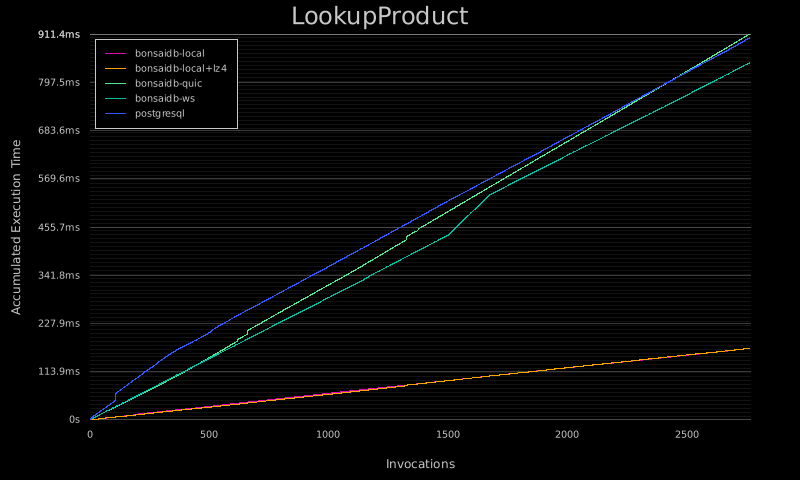 LookupProduct
911.4ms
797.5ms
683.6ms
569.6ms
455.7ms
341.8ms
227.9ms
113.9ms
0s
Accumulated Execution Time
bonsaidb-local
bonsaidb-local+lz4
bonsaidb-quic
bonsaidb-ws
postgresql
0
500
1000
1500
2000
2500
Invocations